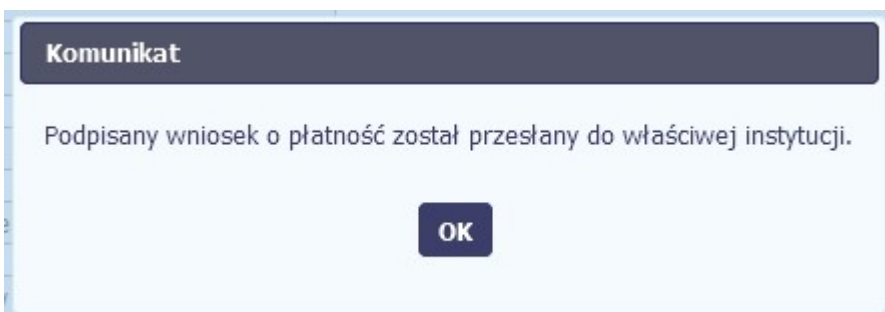 Komunikat
Podpisany wniosek o płatność został przesłany do właściwej instytucji.
OK